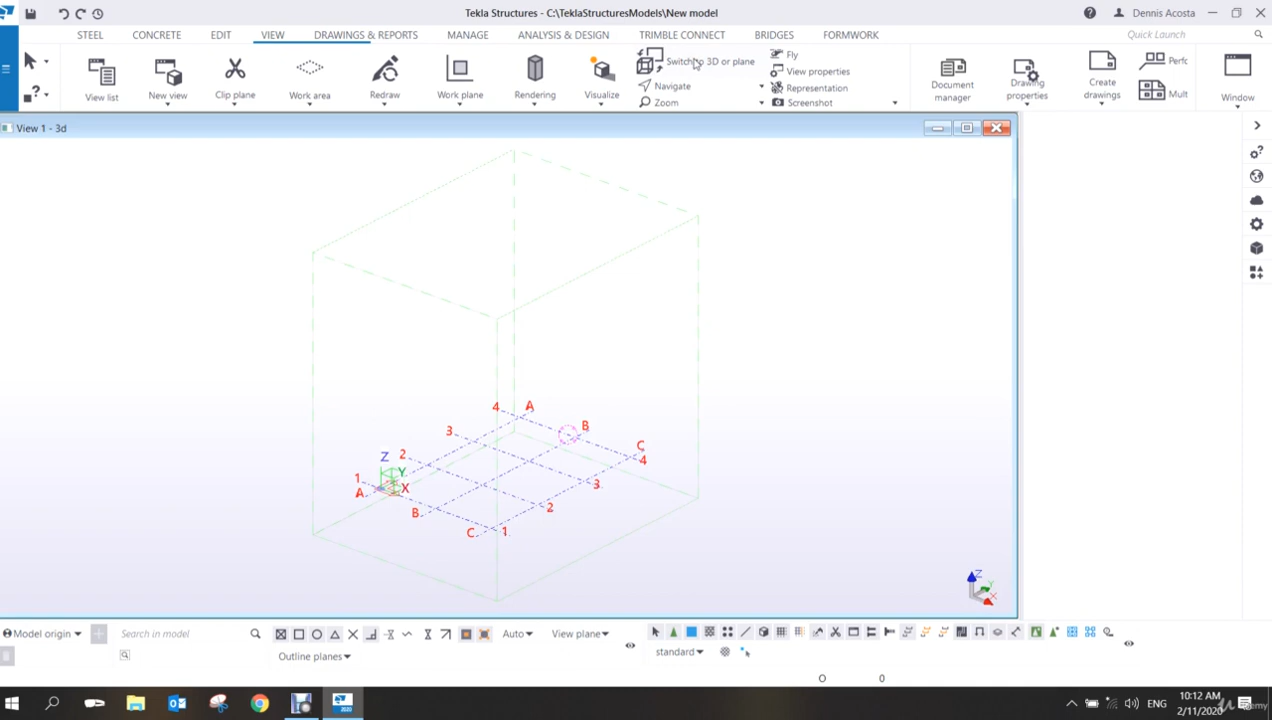 Tekla Structures - C:\TeklaStructuresModels\New model
Dennis Acosta
STEEL CONCRETE EDIT VIEW DRAWINGS & REPORTS MANAGE ANALYSIS & DESIGN TRIMBLE CONNECT BRIDGES FORMWORK
Quick Launch
View list
New view
Clip plane
Work area
Redraw
Work plane
Rendering
Visualize
Switch to 3D or plane
Navigate
Zoom
Fly
View properties
Representation
Screenshot
Document manager
Drawing properties
Create drawings
Perfc
Mult
Window
View 1 - 3d
4 A
B
3
C
4
Z 2
Y
1
X
A
3
B
2
C 1
Z
Y
X
Model origin
Search in model
Auto
View plane
Outline planes
standard
0
0
2020
ENG
10:12 AM
2/11/2020
Udemy